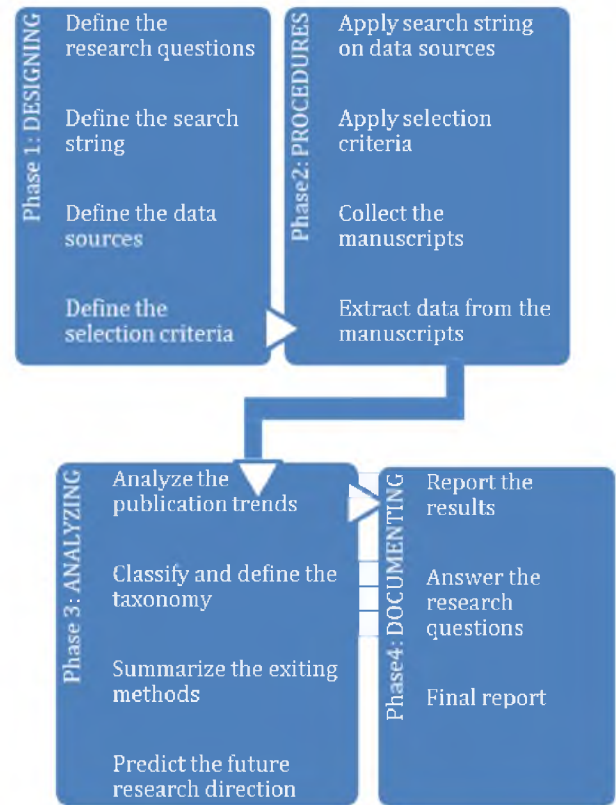 Phase 1: DESIGNING
Define the
research questions
Define the search
string
Define the data
sources
Define the
selection criteria
Phase2: PROCEDURES
Apply search string
on data sources
Apply selection
criteria
Collect the
manuscripts
Extract data from the
manuscripts
Phase 3: ANALYZING
Analyze the
publication trends
Classify and define the
taxonomy
Summarize the exiting
methods
Predict the future
research direction
Phase4: DOCUMENTING
Report the
results
Answer the
research
questions
Final report